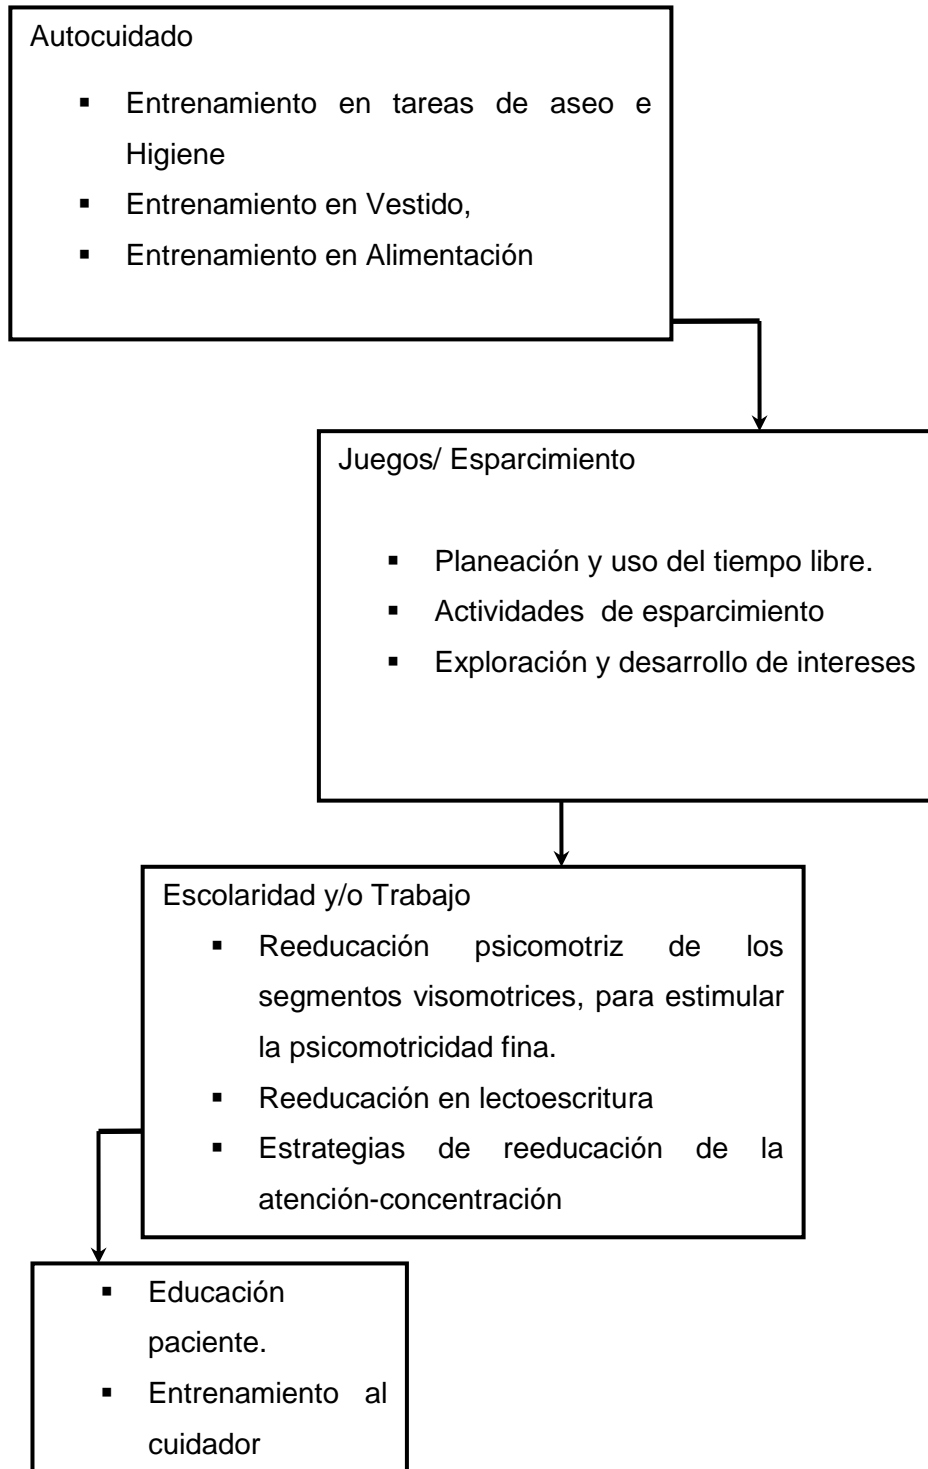 Autocuidado
▪ Entrenamiento en tareas de aseo e
Higiene
▪ Entrenamiento en Vestido,
▪ Entrenamiento en Alimentación
Juegos/ Esparcimiento
▪ Planeación y uso del tiempo libre.
▪ Actividades  de esparcimiento
▪ Exploración y desarrollo de intereses
Escolaridad y/o Trabajo
▪ Reeducación psicomotriz de los
segmentos visomotrices, para estimular
la psicomotricidad fina.
▪ Reeducación en lectoescritura
▪ Estrategias de reeducación de la
atención-concentración
▪ Educación
paciente.
▪ Entrenamiento al
cuidador